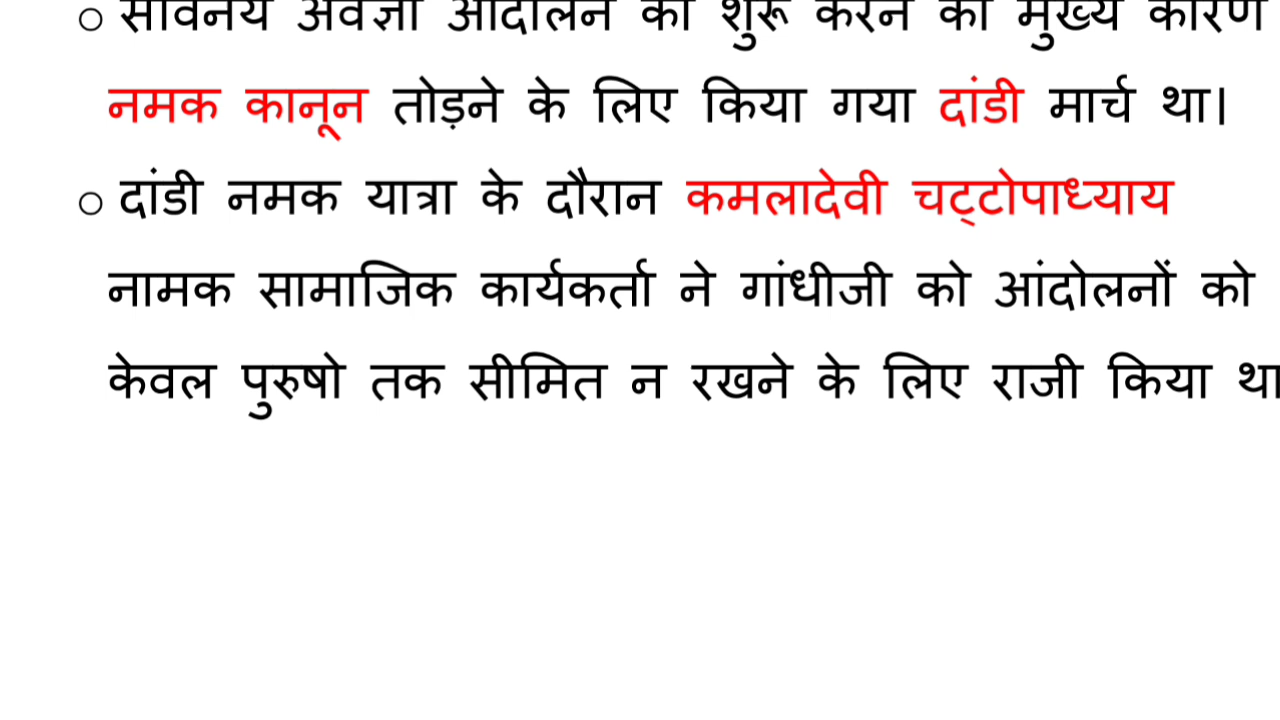 ○ सविनय अवज्ञा आंदोलन को शुरू करने का मुख्य कारण
नमक कानून तोड़ने के लिए किया गया दांडी मार्च था।
○ दांडी नमक यात्रा के दौरान कमलादेवी चट्टोपाध्याय
नामक सामाजिक कार्यकर्ता ने गांधीजी को आंदोलनों को
केवल पुरुषो तक सीमित न रखने के लिए राजी किया था